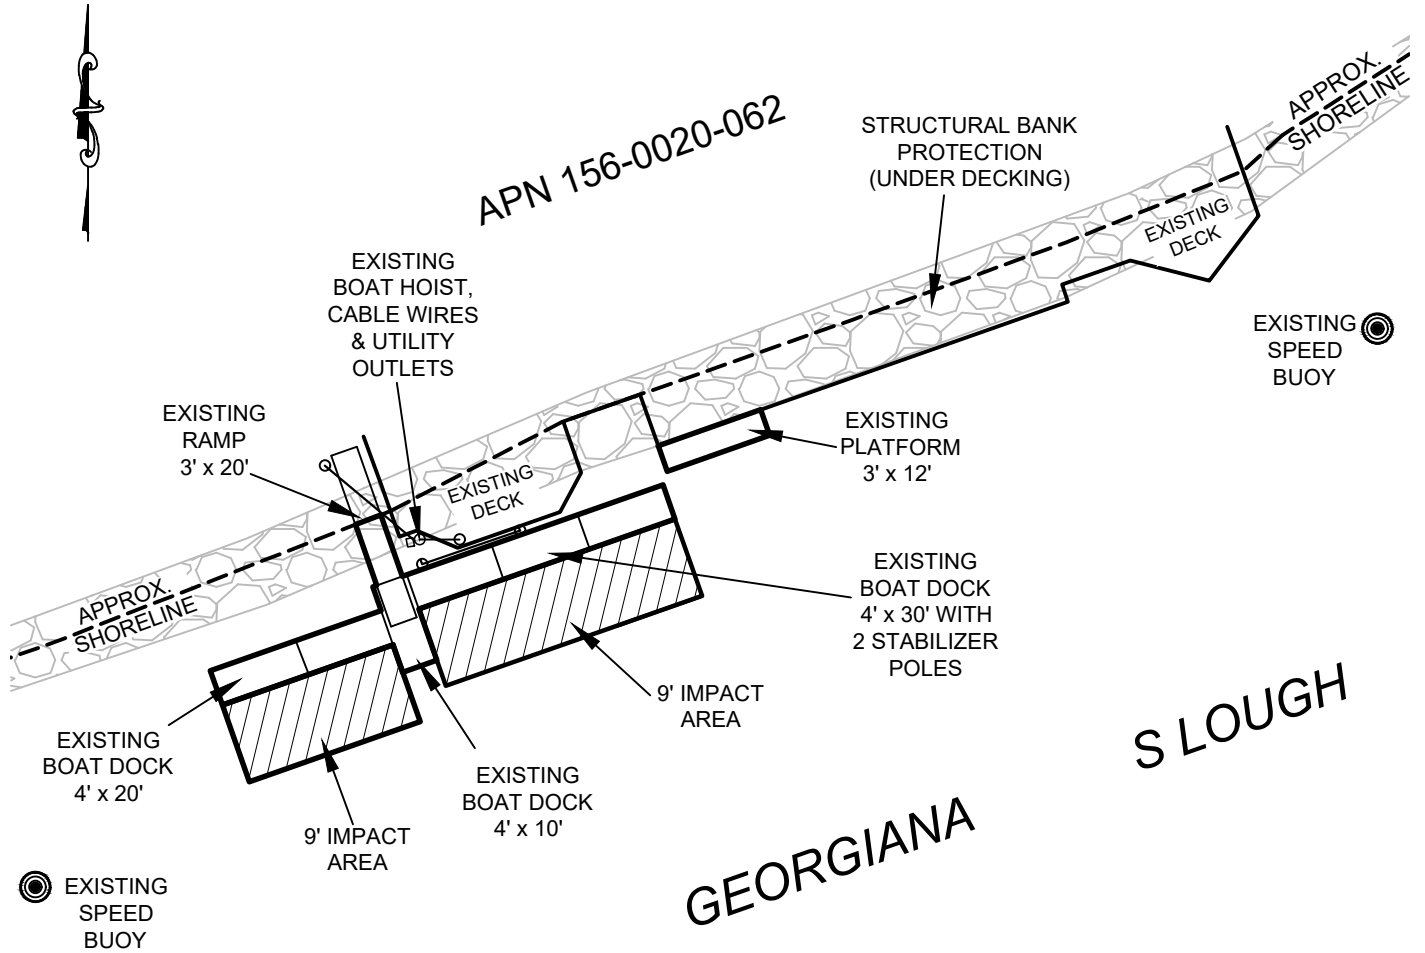 APN 156-0020-062
STRUCTURAL BANK
PROTECTION
(UNDER DECKING)
APPROX.
SHORELINE
EXISTING
DECK
EXISTING
SPEED
BUOY
EXISTING
BOAT HOIST,
CABLE WIRES
& UTILITY
OUTLETS
EXISTING
RAMP
3' x 20'
EXISTING
PLATFORM
3' x 12'
EXISTING
DECK
EXISTING
BOAT DOCK
4' x 30' WITH
2 STABILIZER
POLES
APPROX.
SHORELINE
9' IMPACT
AREA
EXISTING
BOAT DOCK
4' x 20'
EXISTING
BOAT DOCK
4' x 10'
9' IMPACT
AREA
EXISTING
SPEED
BUOY
GEORGIANA
S LOUGH